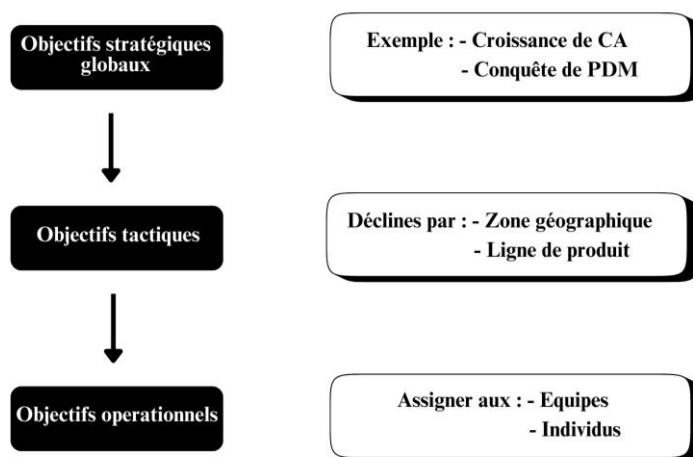 Objectifs stratégiques
globaux
Exemple : - Croissance de CA
- Conquête de PDM
Objectifs tactiques
Déclines par : - Zone géographique
- Ligne de produit
Objectifs operationnels
Assigner aux : - Equipes
- Individus